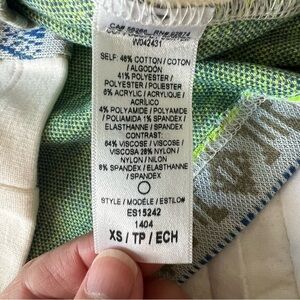 W042431
SELF: 46% COTTON / COTON
/ ALGODÓN
41% POLYESTER /
POLYESTER / POLIESTER
6% ACRYLIC / ACRYLIQUE /
ACRÍLICO
4% POLYAMIDE / POLYAMIDE /
POLIAMIDA 1% SPANDEX /
ELASTHANNE / SPANDEX
CONTRAST:
64% VISCOSE / VISCOSE /
VISCOSA 28% NYLON /
NYLON / NILON
8% SPANDEX / ELASTHANNE
/ SPANDEX
STYLE / MODÈLE / ESTILO#
ES15242
1404
XS / TP / ECH